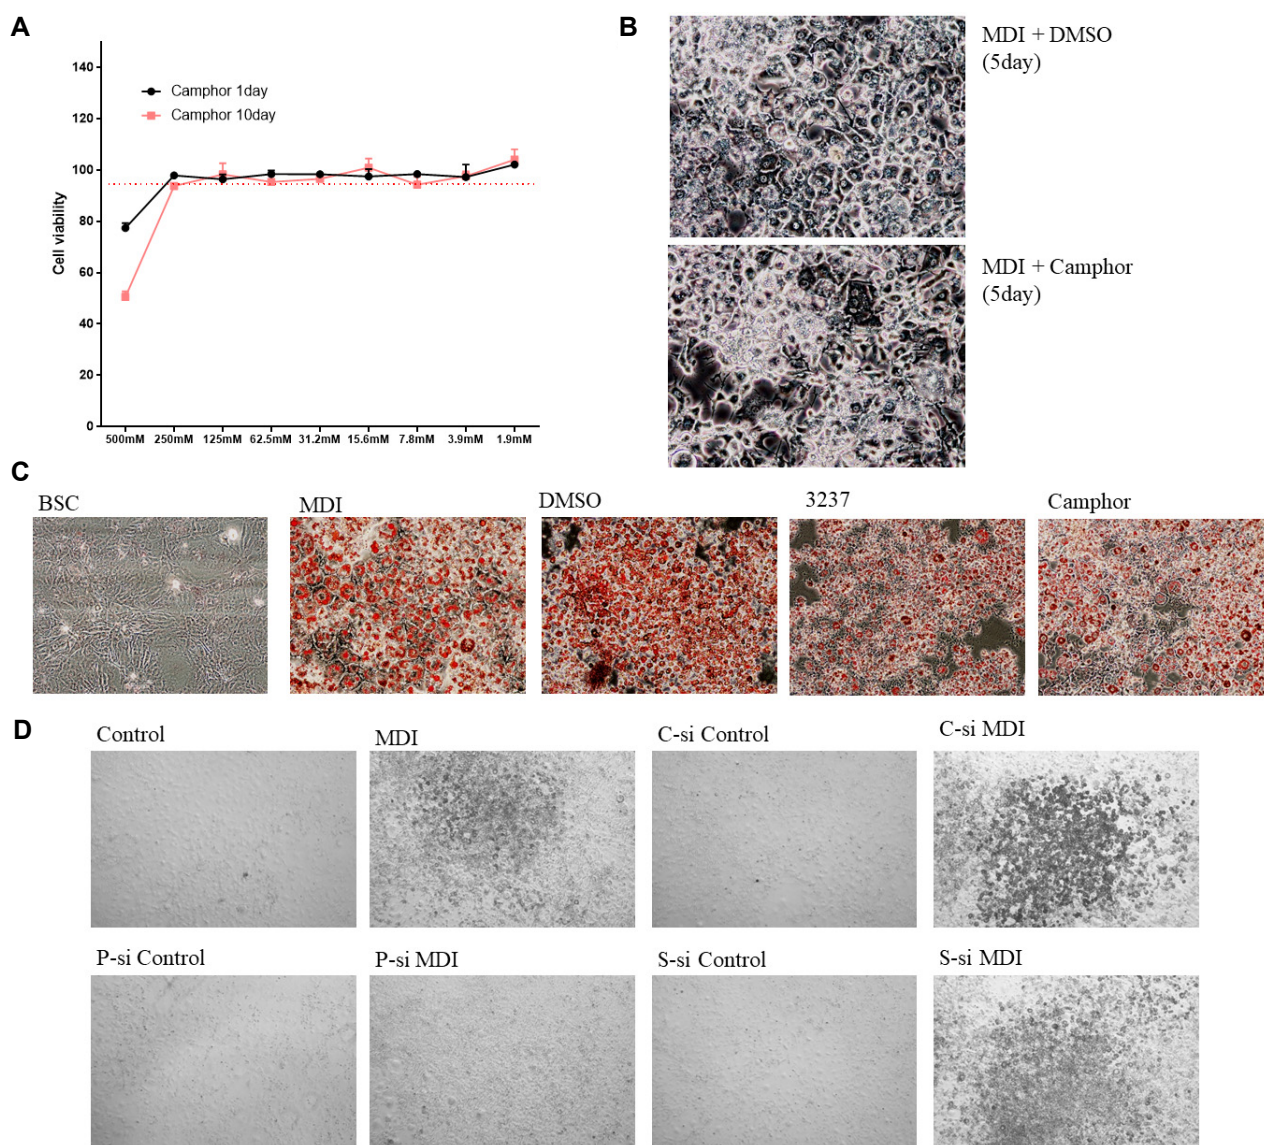 A
140
120
100
80
60
40
20
0
Cell viability
Camphor 1day
Camphor 10day
500mM 250mM 125mM 62.5mM 31.2mM 15.6mM 7.8mM 3.9mM 1.9mM
B
MDI + DMSO
(5day)
MDI + Camphor
(5day)
C
BSC MDI DMSO 3237 Camphor
D
Control MDI C-si Control C-si MDI
P-si Control P-si MDI S-si Control S-si MDI